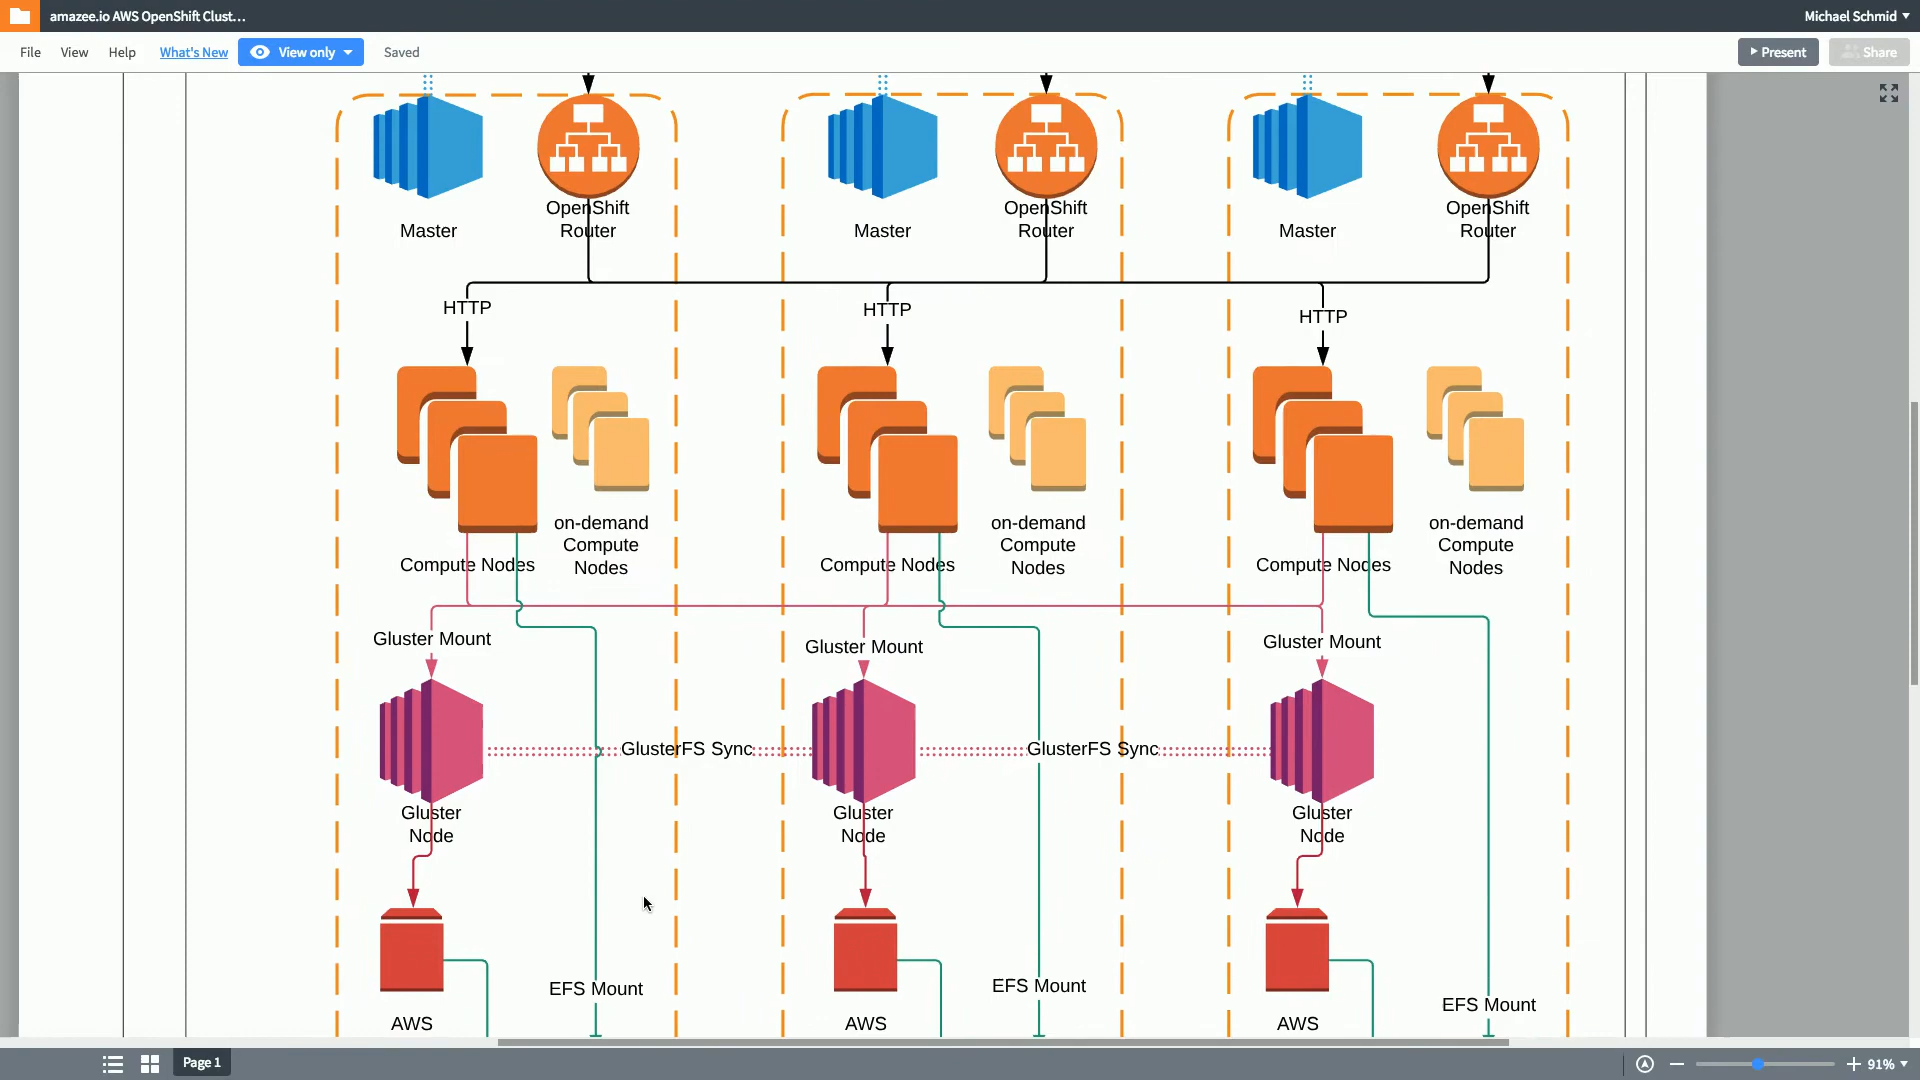 amazee.io AWS OpenShift Clust...
Michael Schmid
File View Help What's New View only Saved
Present Share
OpenShift OpenShift OpenShift
Master Router Master Router Master Router
HTTP HTTP HTTP
on-demand on-demand on-demand
Compute Compute Compute
Compute Nodes Nodes Compute Nodes Nodes Compute Nodes Nodes
Gluster Mount Gluster Mount Gluster Mount
GlusterFS Sync GlusterFS Sync
Gluster Gluster Gluster
Node Node Node
EFS Mount EFS Mount EFS Mount
AWS AWS AWS
Page 1 91%